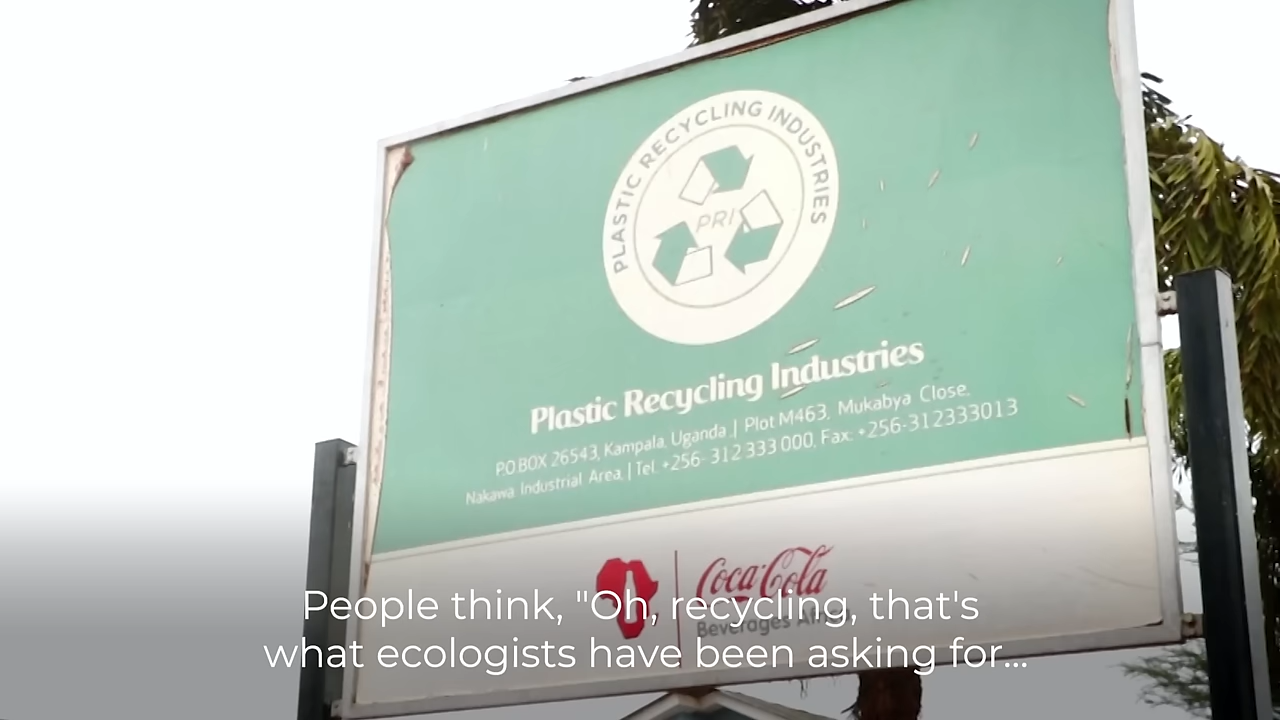 PLASTIC RECYCLING INDUSTRIES
PRI
Plastic Recycling Industries
P.O.BOX 26543, Kampala, Uganda.| Plot M463, Mukabya Close,
Nakawa Industrial Area,| Tel. +256- 312 333 000, Fax: +256-312333013
Coca-Cola
Beverages Africa
People think, "Oh, recycling, that's
what ecologists have been asking for...